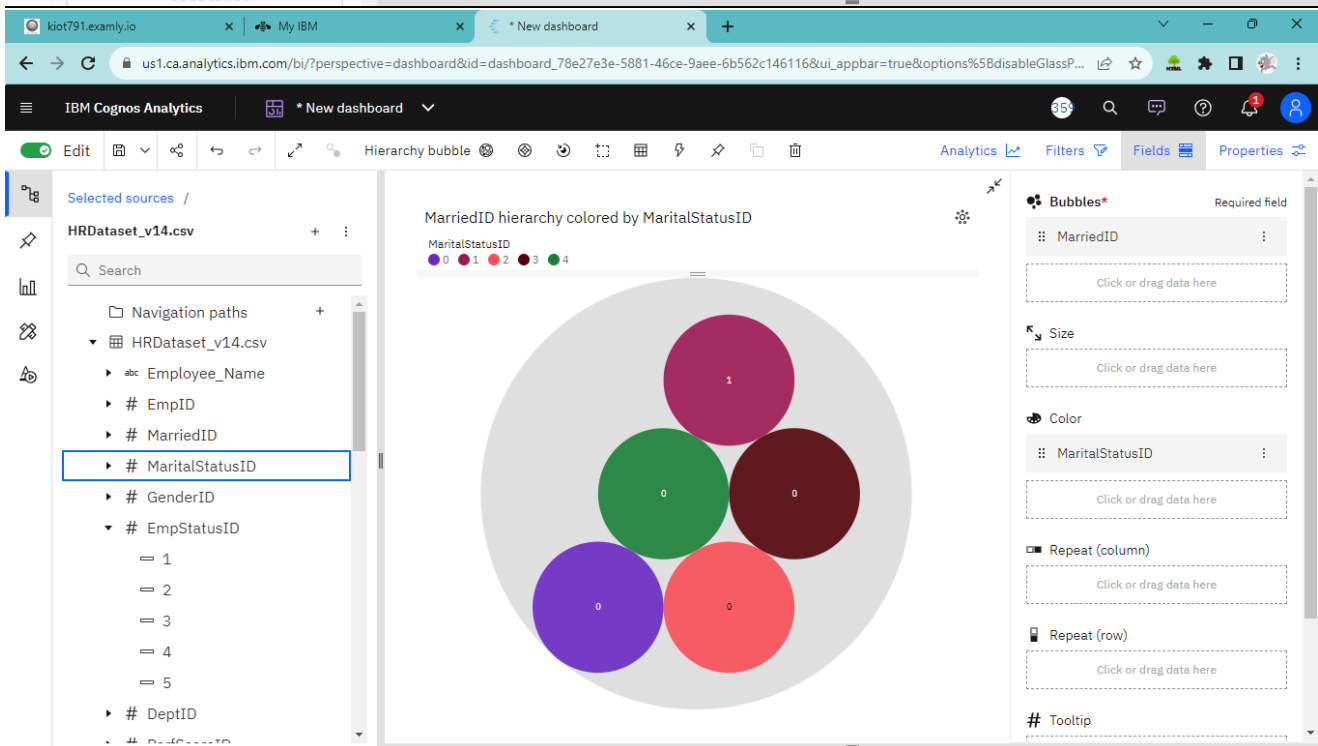 kiot791.examly.io
My IBM
* New dashboard
us1.ca.analytics.ibm.com/bi/?perspective=dashboard&id=dashboard_78e27e3e-5881-46ce-9aee-6b562c146116&ui_appbar=true&options%5BdisableGlassP...
IBM Cognos Analytics
* New dashboard
359
1
Edit
Hierarchy bubble
Analytics
Filters
Fields
Properties
Selected sources /
HRDataset_v14.csv
Search
Navigation paths
HRDataset_v14.csv
abc Employee_Name
# EmpID
# MarriedID
# MaritalStatusID
# GenderID
# EmpStatusID
1
2
3
4
5
# DeptID
# PerfScoreID
MarriedID hierarchy colored by MaritalStatusID
MaritalStatusID
0 1 2 3 4
1
0
0
0
0
Bubbles* Required field
MarriedID
Click or drag data here
Size
Click or drag data here
Color
MaritalStatusID
Click or drag data here
Repeat (column)
Click or drag data here
Repeat (row)
Click or drag data here
# Tooltip